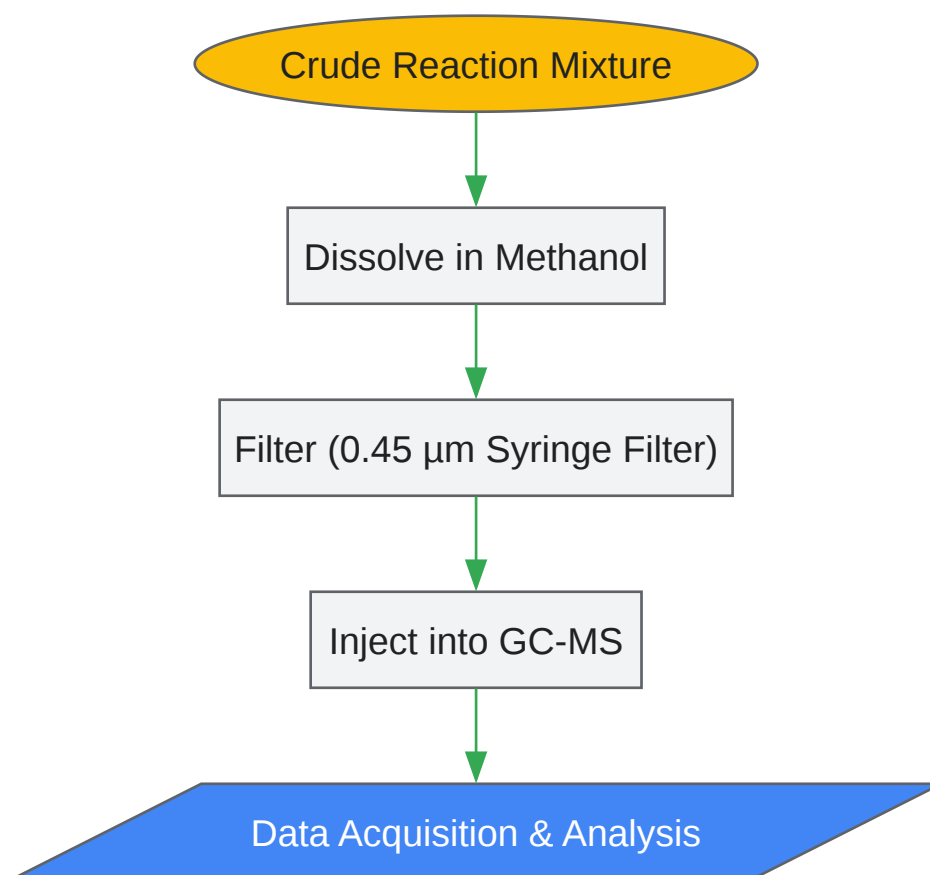 Crude Reaction Mixture
Dissolve in Methanol
Filter (0.45 µm Syringe Filter)
Inject into GC-MS
Data Acquisition & Analysis